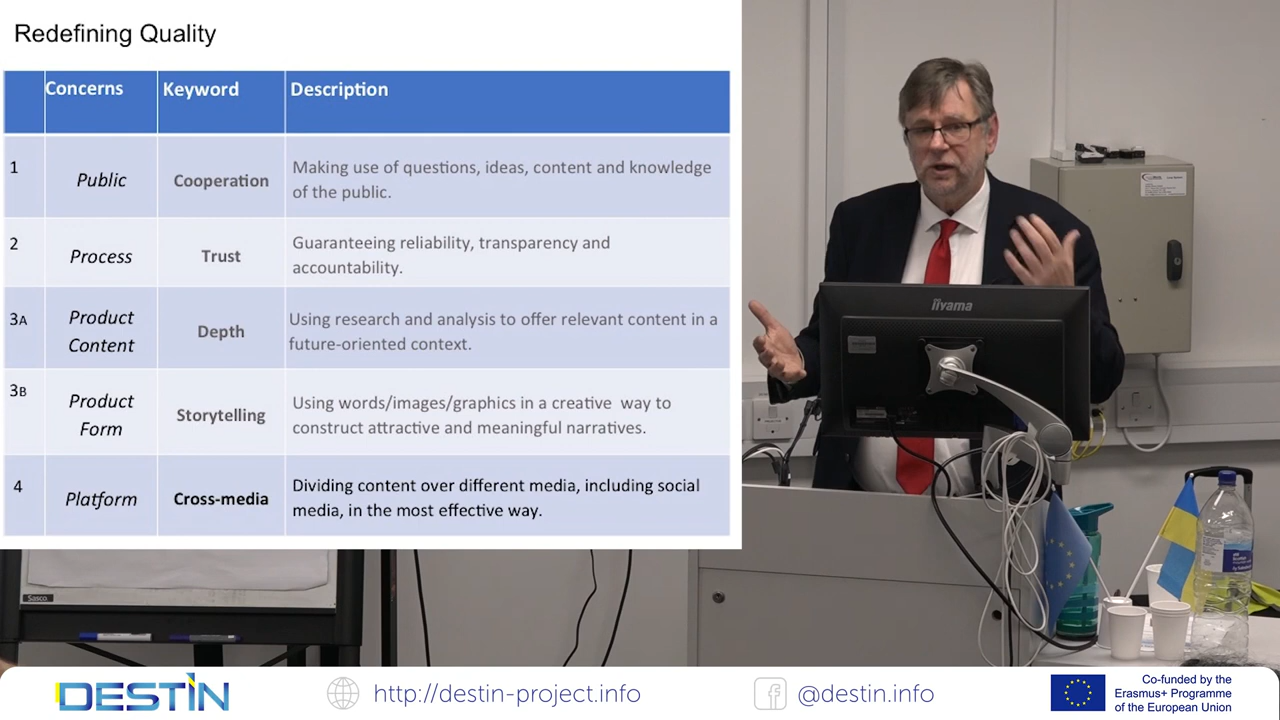 Redefining Quality
Concerns Keyword Description
1 Public Cooperation Making use of questions, ideas, content and knowledge
of the public.
2 Process Trust Guaranteeing reliability, transparency and
accountability.
3A Product Content Depth Using research and analysis to offer relevant content in a
future-oriented context.
3B Product Form Storytelling Using words/images/graphics in a creative way to
construct attractive and meaningful narratives.
4 Platform Cross-media Dividing content over different media, including social
media, in the most effective way.
iiyama
Sasco.
DESTIN
http://destin-project.info
@destin.info
Co-funded by the
Erasmus+ Programme
of the European Union